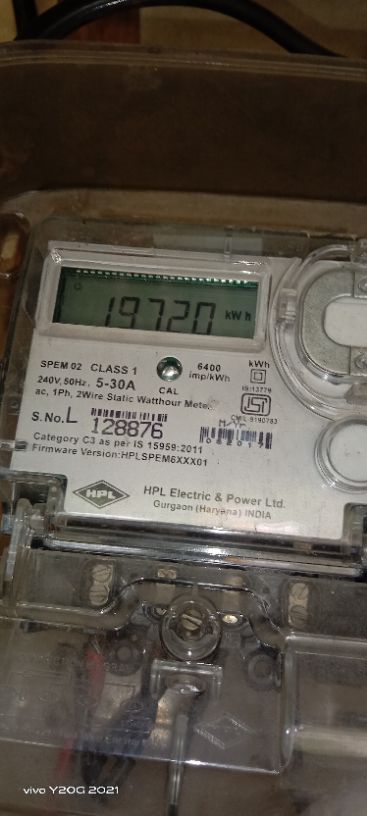 19720 kWh
SPEM 02 CLASS 1
6400 imp/kWh
kWh
240V, 50Hz. 5-30A
CAL
IS:13779
ac, 1Ph, 2Wire Static Watthour Meter
S.No. L 128876
CM/L-9190783
Category C3 as per IS 15959:2011
Firmware Version:HPLSPEM6XXX01
HPL
HPL Electric & Power Ltd.
Gurgaon (Haryana) INDIA
vivo Y20G 2021